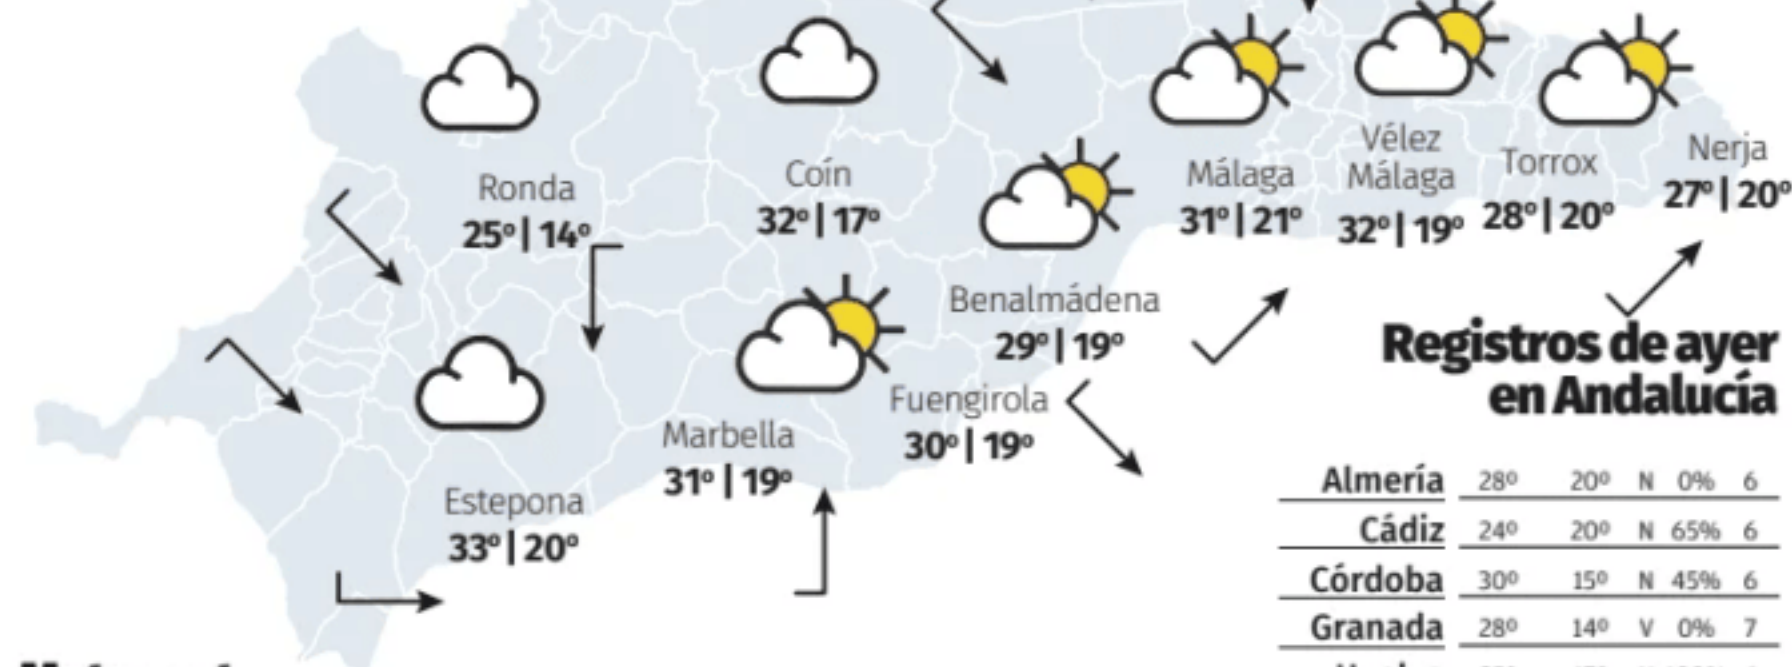 Ronda
25º | 14º
Coín
32º | 17º
Málaga
31º | 21º
Vélez
Málaga
32º | 19º
Torrox
28º | 20º
Nerja
27º | 20º
Benalmádena
29º | 19º
Fuengirola
30º | 19º
Marbella
31º | 19º
Estepona
33º | 20º
Registros de ayer
en Andalucía
Almería 28º 20º N 0% 6
Cádiz 24º 20º N 65% 6
Córdoba 30º 15º N 45% 6
Granada 28º 14º V 0% 7